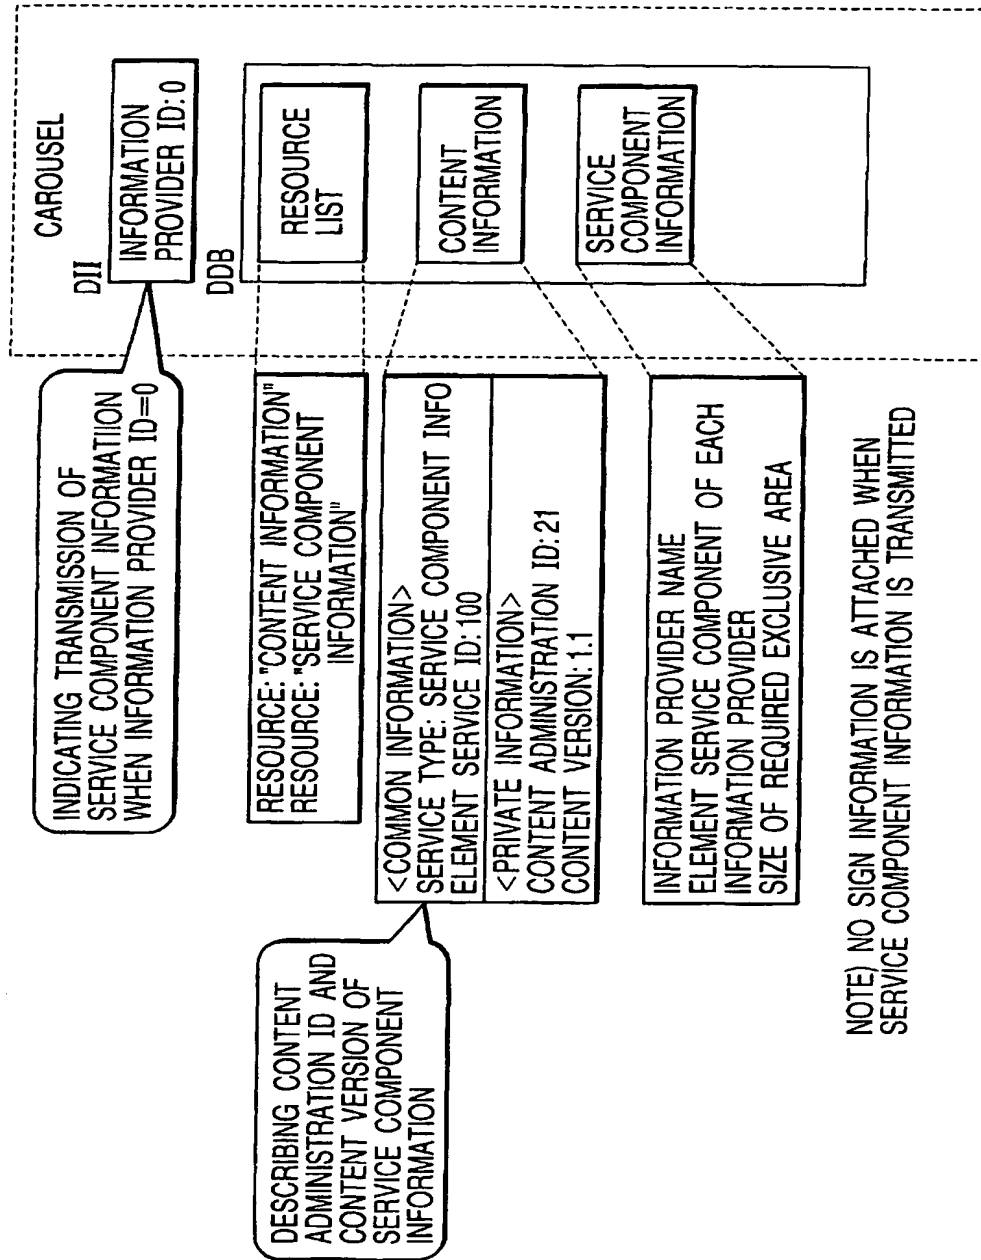 CAROUSEL
DII
INFORMATION
PROVIDER ID:0
DDB
RESOURCE
LIST
CONTENT
INFORMATION
SERVICE
COMPONENT
INFORMATION
INDICATING TRANSMISSION OF
SERVICE COMPONENT INFORMATIION
WHEN INFORMATION PROVIDER ID=0
RESOURCE: "CONTENT INFORMATION"
RESOURCE: "SERVICE COMPONENT
INFORMATION"
<COMMON INFORMATION>
SERVICE TYPE: SERVICE COMPONENT INFO
ELEMENT SERVICE ID:100
<PRIVATE INFORMATION>
CONTENT ADMINISTRATION ID:21
CONTENT VERSION:1.1
INFORMATION PROVIDER NAME
ELEMENT SERVICE COMPONENT OF EACH
INFORMATION PROVIDER
SIZE OF REQUIRED EXCLUSIVE AREA
DESCRIBING CONTENT
ADMINISTRATION ID AND
CONTENT VERSION OF
SERVICE COMPONENT
INFORMATION
NOTE) NO SIGN INFORMATION IS ATTACHED WHEN
SERVICE COMPONENT INFORMATION IS TRANSMITTED